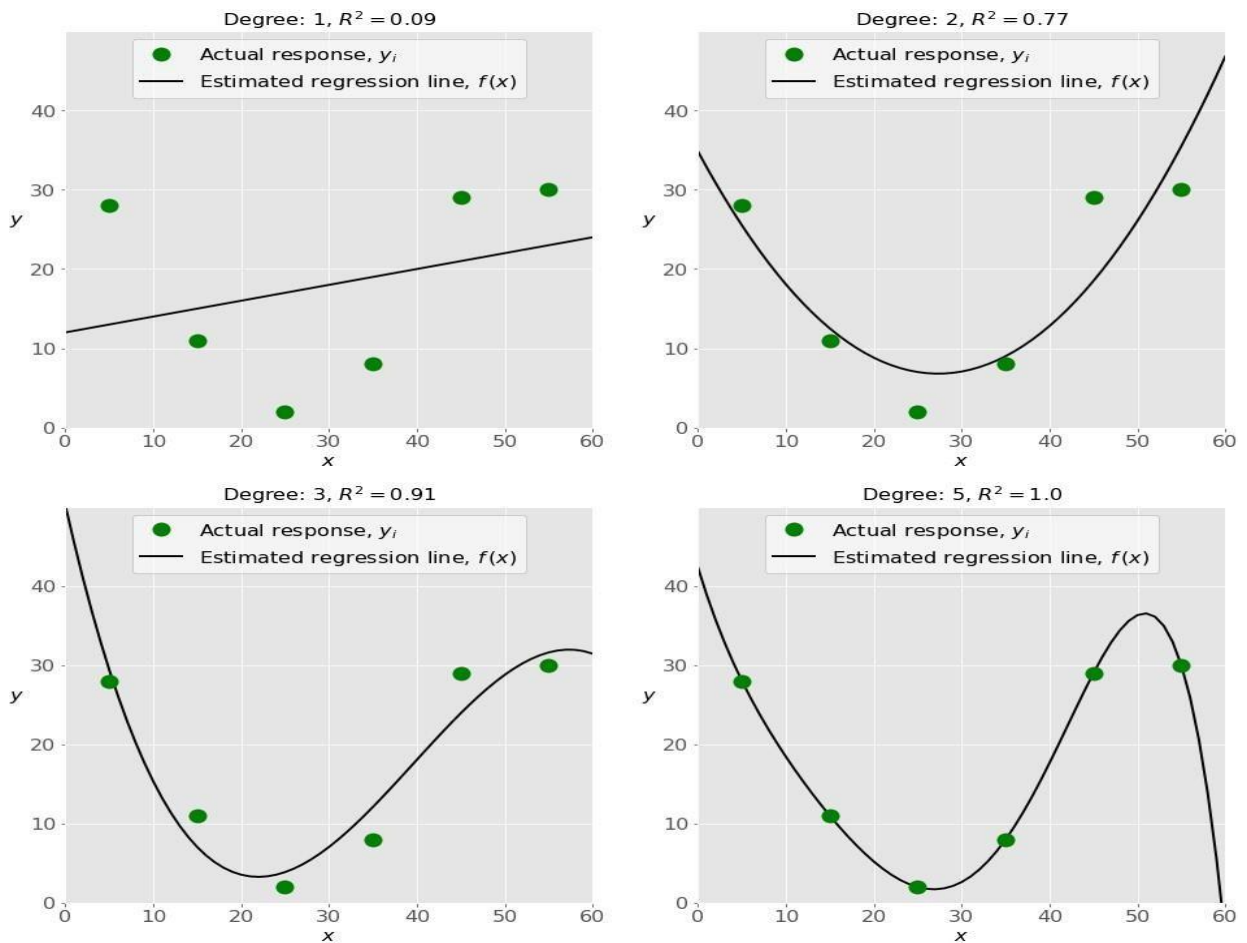 Degree: 1, R² = 0.09
Actual response, yᵢ
Estimated regression line, f(x)
40
30
y
20
10
0
0 10 20 30 40 50 60
x
Degree: 2, R² = 0.77
Actual response, yᵢ
Estimated regression line, f(x)
40
30
y
20
10
0
0 10 20 30 40 50 60
x
Degree: 3, R² = 0.91
Actual response, yᵢ
Estimated regression line, f(x)
40
30
y
20
10
0
0 10 20 30 40 50 60
x
Degree: 5, R² = 1.0
Actual response, yᵢ
Estimated regression line, f(x)
40
30
y
20
10
0
0 10 20 30 40 50 60
x